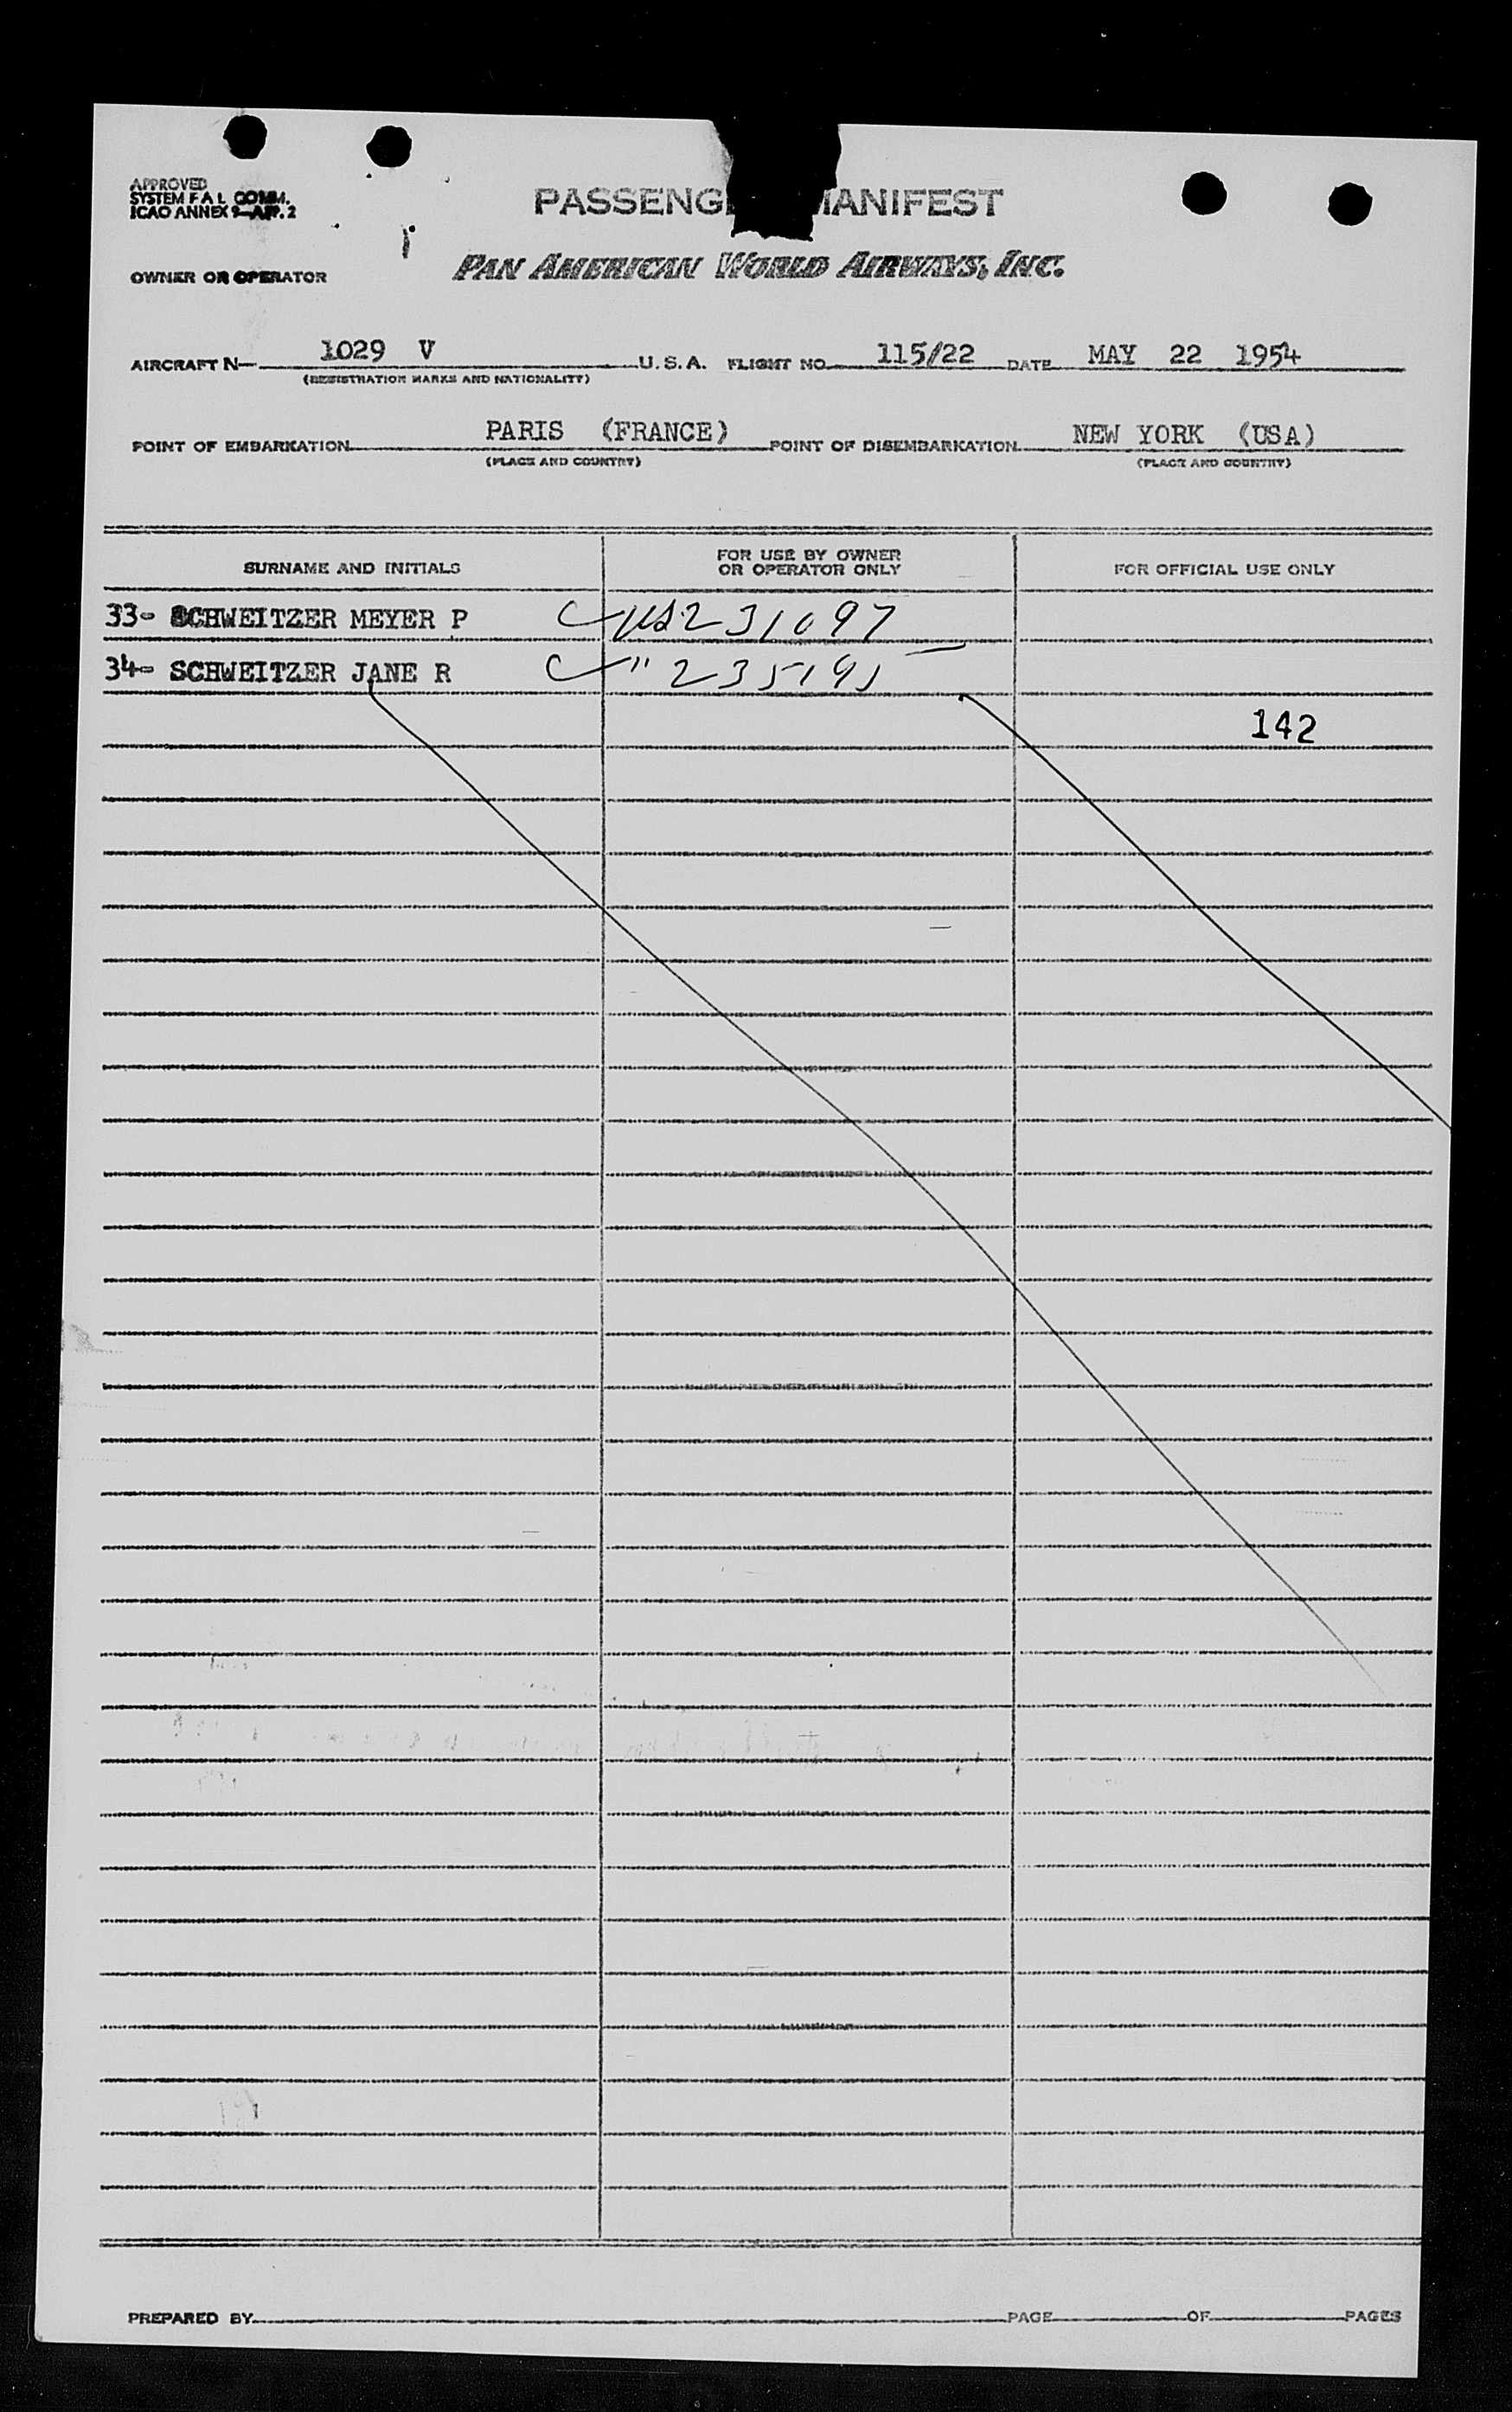 APPROVED
SYSTEM F A L COMM.
ICAO ANNEX 9-APP. 2
PASSENG MANIFEST
OWNER OR OPERATOR PAN AMERICAN WORLD AIRWAYS, INC.
AIRCRAFT N- 1029 V U.S.A. FLIGHT NO. 115/22 DATE MAY 22 1954
(REGISTRATION MARKS AND NATIONALITY)
POINT OF EMBARKATION PARIS (FRANCE) POINT OF DISEMBARKATION NEW YORK (USA)
(PLACE AND COUNTRY) (PLACE AND COUNTRY)
SURNAME AND INITIALS FOR USE BY OWNER OR OPERATOR ONLY FOR OFFICIAL USE ONLY
33- SCHWEITZER MEYER P US231097
34- SCHWEITZER JANE R " 235195
142
PREPARED BY PAGE OF PAGES